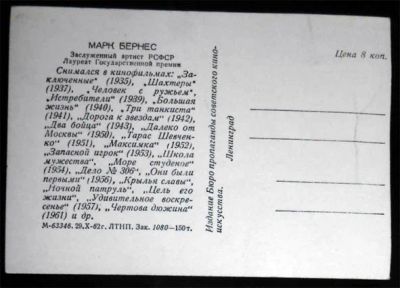 МАРК БЕРНЕС
Заслуженный артист РСФСР
Лауреат Государственной премии
Снимался в кинофильмах: „За-
ключенные" (1935), „Шахтеры"
(1937), „Человек с ружьем",
„Истребители" (1939), „Большая
жизнь" (1940), „Три танкиста"
(1941), „Дорога к звездам" (1942),
„Два бойца" (1943), „Далеко от
Москвы" (1950), „Тарас Шевчен-
ко" (1951), „Максимка" (1952),
„Запасной игрок" (1953), „Школа
мужества", „Море студеное"
(1954), „Дело № 306", „Они были
первыми" (1956), „Крылья славы",
„Ночной патруль", „Цель его
жизни", „Удивительное воскре-
сенье" (1957), „Чертова дюжина"
(1961) и др.
М-63346. 29.X-62г. ЛТНП. Зак. 1080—150т.
Издание Бюро пропаганды советского кино-
искусства.
Ленинград
Цена 8 коп.